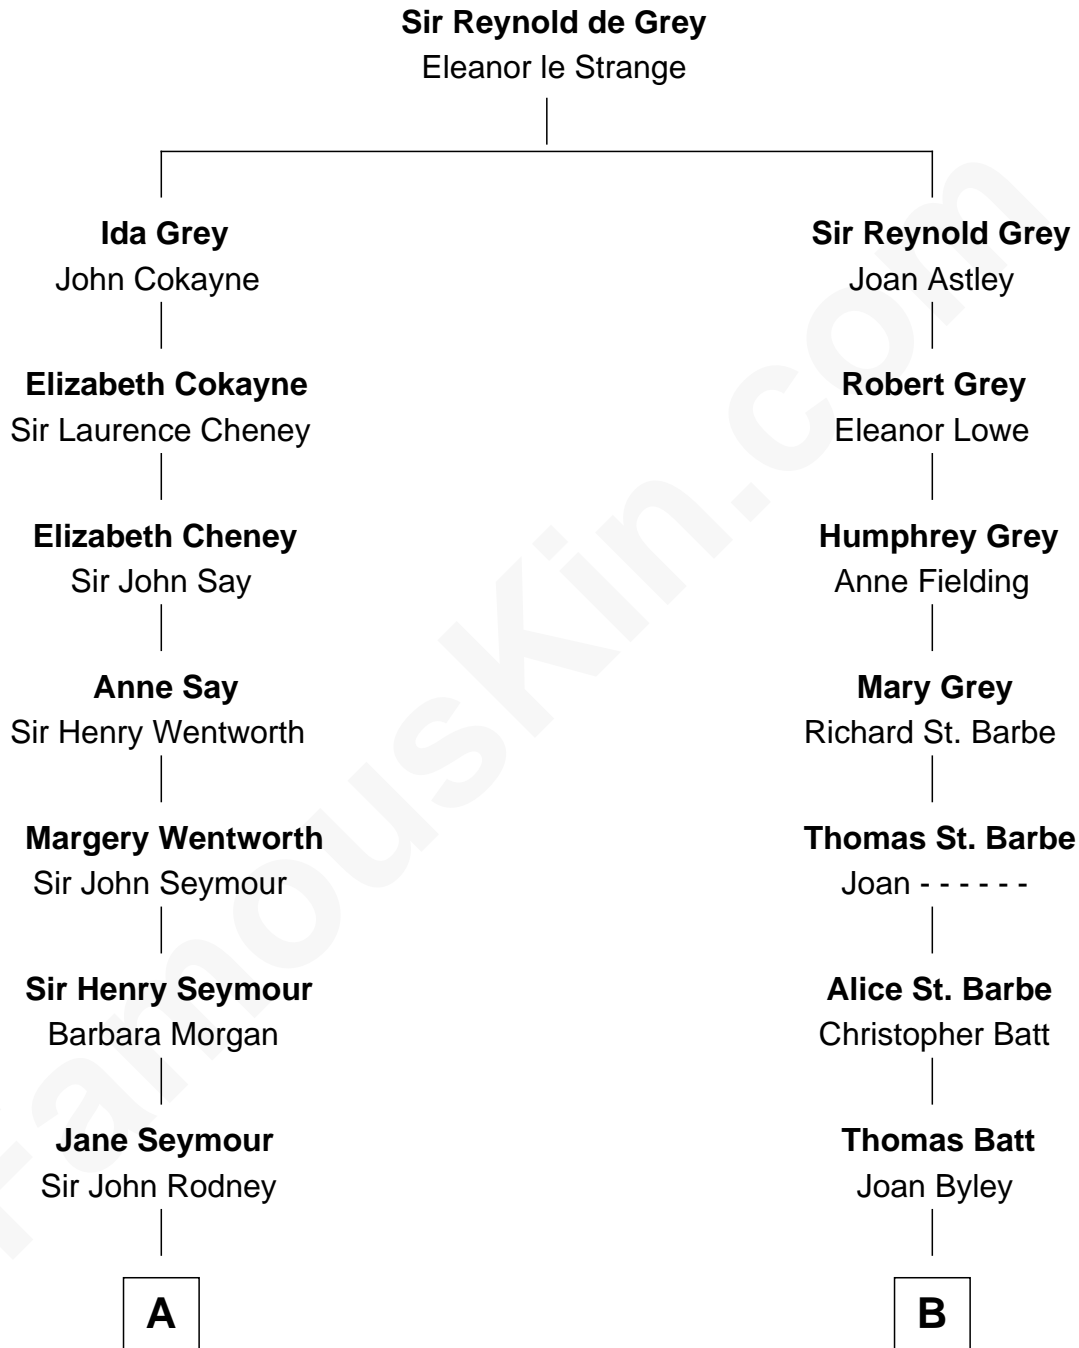 Sir Reynold de Grey
Eleanor le Strange
Ida Grey
John Cokayne
Sir Reynold Grey
Joan Astley
Elizabeth Cokayne
Sir Laurence Cheney
Robert Grey
Eleanor Lowe
Elizabeth Cheney
Sir John Say
Humphrey Grey
Anne Fielding
Anne Say
Sir Henry Wentworth
Mary Grey
Richard St. Barbe
Margery Wentworth
Sir John Seymour
Thomas St. Barbe
Joan - - - - - -
Sir Henry Seymour
Barbara Morgan
Alice St. Barbe
Christopher Batt
Jane Seymour
Sir John Rodney
Thomas Batt
Joan Byley
A
B
FamousKin.com